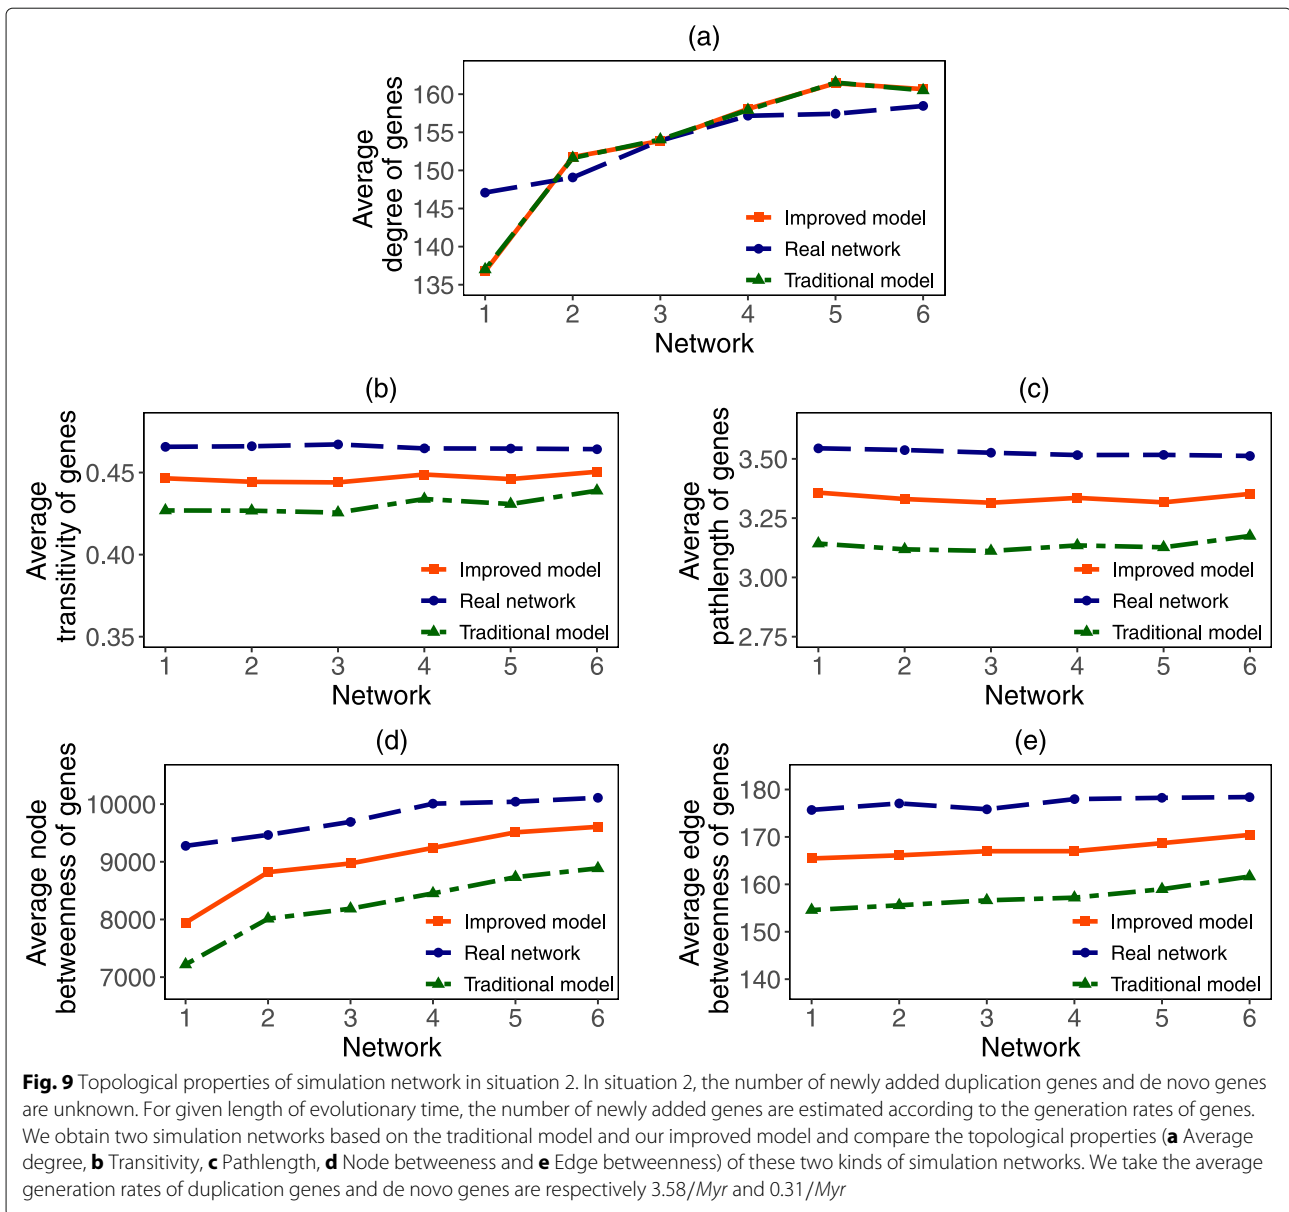 (a)
Average
degree of genes
160
155
150
145
140
135
Improved model
Real network
Traditional model
1 2 3 4 5 6
Network
(b)
Average
transitivity of genes
0.45
0.40
0.35
Improved model
Real network
Traditional model
1 2 3 4 5 6
Network
(c)
Average
pathlength of genes
3.50
3.25
3.00
2.75
Improved model
Real network
Traditional model
1 2 3 4 5 6
Network
(d)
Average node
betweenness of genes
10000
9000
8000
7000
Improved model
Real network
Traditional model
1 2 3 4 5 6
Network
(e)
Average edge
betweenness of genes
180
170
160
150
140
Improved model
Real network
Traditional model
1 2 3 4 5 6
Network
Fig. 9 Topological properties of simulation network in situation 2. In situation 2, the number of newly added duplication genes and de novo genes
are unknown. For given length of evolutionary time, the number of newly added genes are estimated according to the generation rates of genes.
We obtain two simulation networks based on the traditional model and our improved model and compare the topological properties (a Average
degree, b Transitivity, c Pathlength, d Node betweeness and e Edge betweenness) of these two kinds of simulation networks. We take the average
generation rates of duplication genes and de novo genes are respectively 3.58/Myr and 0.31/Myr